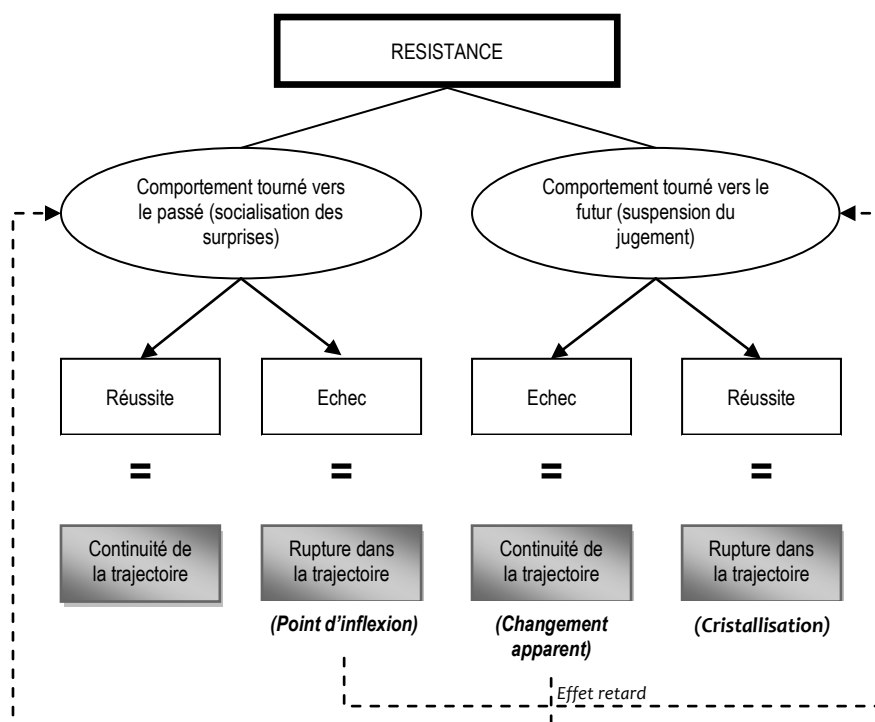 RESISTANCE
Comportement tourné vers
le passé (socialisation des
surprises)
Comportement tourné vers le
futur (suspension du
jugement)
Réussite
Echec
Echec
Réussite
=
=
=
=
Continuité de
la trajectoire
Rupture dans
la trajectoire
Continuité de
la trajectoire
Rupture dans
la trajectoire
(Point d’inflexion)
(Changement
apparent)
(Cristallisation)
Effet retard